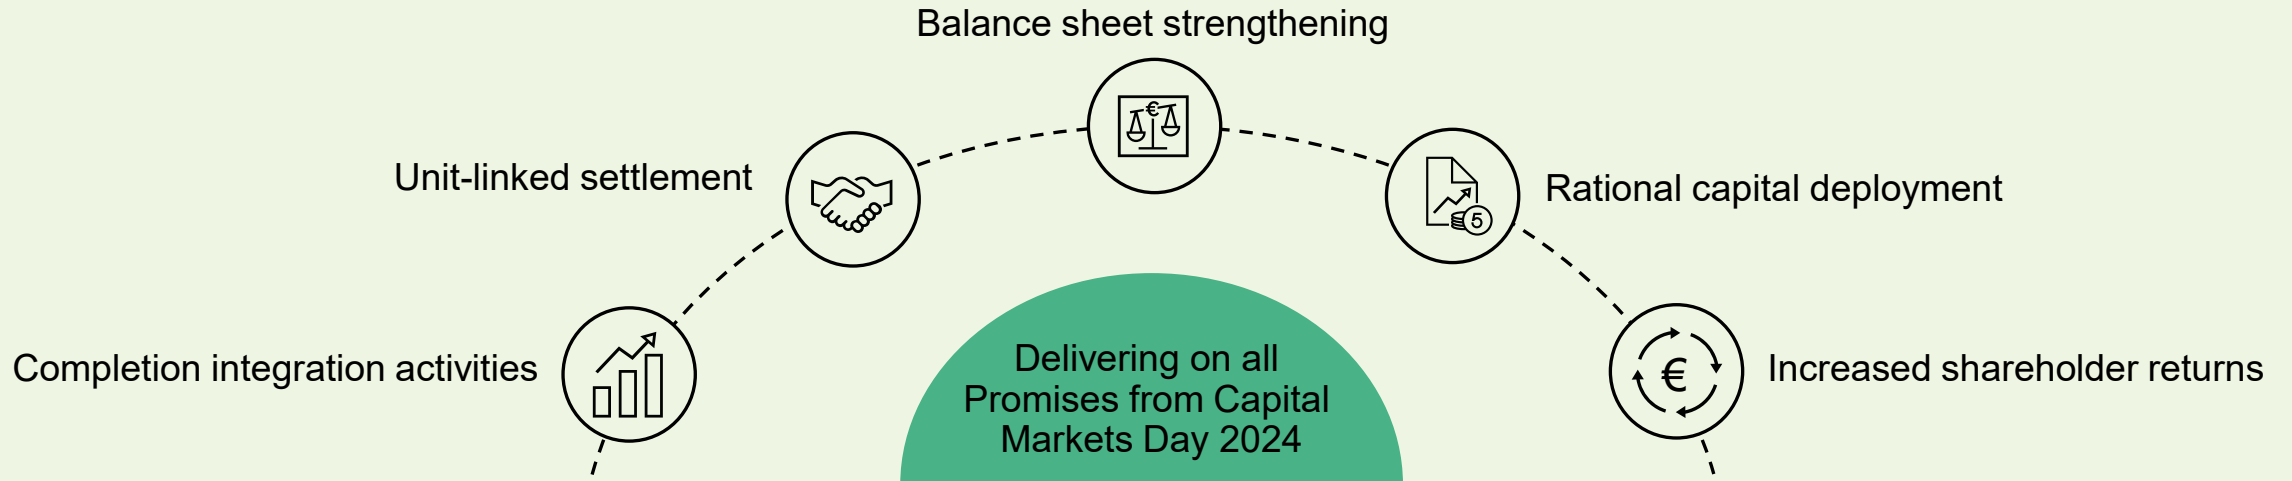 Balance sheet strengthening
Unit-linked settlement
Rational capital deployment
5
Completion integration activities
€
Increased shareholder returns
Delivering on all
Promises from Capital
Markets Day 2024
€